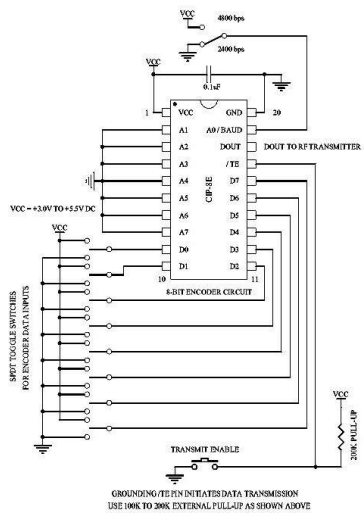 VCC
4800 bps
2400 bps
VCC
0.1uF
1
20
VCC
GND
A1
A0 / BAUD
A2
DOUT
DOUT TO RF TRANSMITTER
A3
/ TE
A4
D7
A5
D6
A6
D5
A7
D4
D0
D3
D1
D2
CIP-8E
10
11
VCC = +3.0V TO +5.5V DC
VCC
8-BIT ENCODER CIRCUIT
SPDT TOGGLE SWITCHES
FOR ENCODER DATA INPUTS
VCC
200K PULL-UP
TRANSMIT ENABLE
GROUNDING /TE PIN INITIATES DATA TRANSMISSION
USE 100K TO 200K EXTERNAL PULL-UP AS SHOWN ABOVE